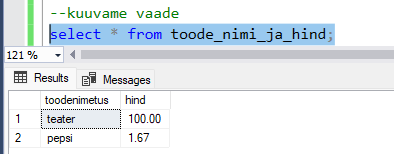 --kuuvame vaade
select * from toode_nimi_ja_hind;
121 %
Results Messages
toodenimetus hind
1 teater 100.00
2 pepsi 1.67